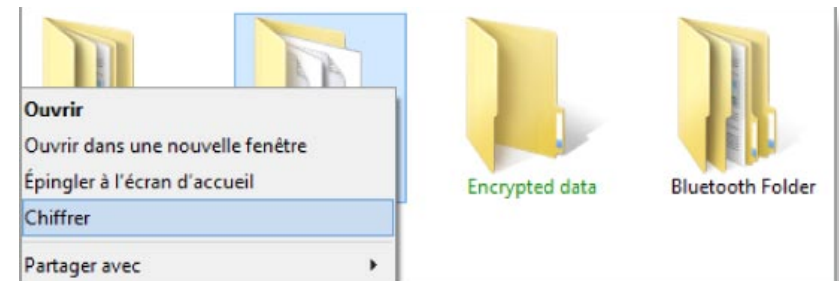 Ouvrir
Ouvrir dans une nouvelle fenêtre
Épingler à l'écran d'accueil
Chiffrer
Partager avec
Encrypted data
Bluetooth Folder